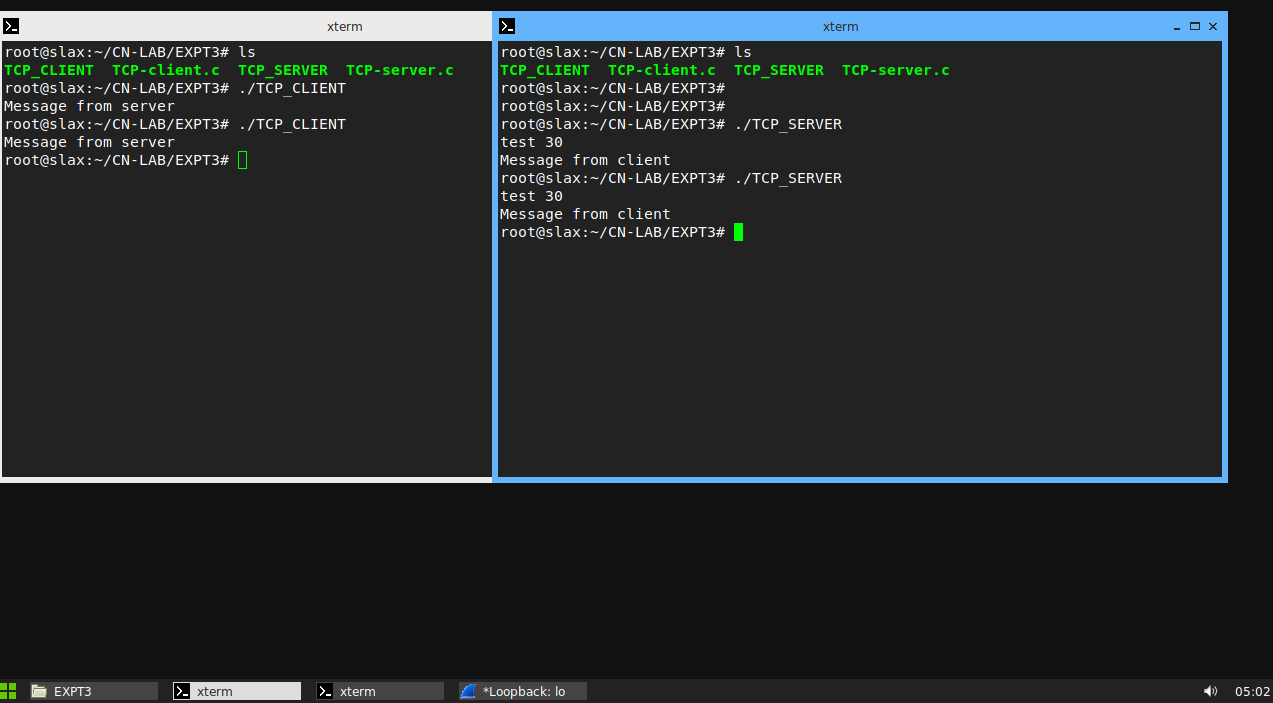 xterm
root@slax:~/CN-LAB/EXPT3# ls
TCP_CLIENT  TCP-client.c  TCP_SERVER  TCP-server.c
root@slax:~/CN-LAB/EXPT3# ./TCP_CLIENT
Message from server
root@slax:~/CN-LAB/EXPT3# ./TCP_CLIENT
Message from server
root@slax:~/CN-LAB/EXPT3#
xterm
root@slax:~/CN-LAB/EXPT3# ls
TCP_CLIENT  TCP-client.c  TCP_SERVER  TCP-server.c
root@slax:~/CN-LAB/EXPT3#
root@slax:~/CN-LAB/EXPT3#
root@slax:~/CN-LAB/EXPT3# ./TCP_SERVER
test 30
Message from client
root@slax:~/CN-LAB/EXPT3# ./TCP_SERVER
test 30
Message from client
root@slax:~/CN-LAB/EXPT3#
EXPT3
xterm
xterm
*Loopback: lo
05:02